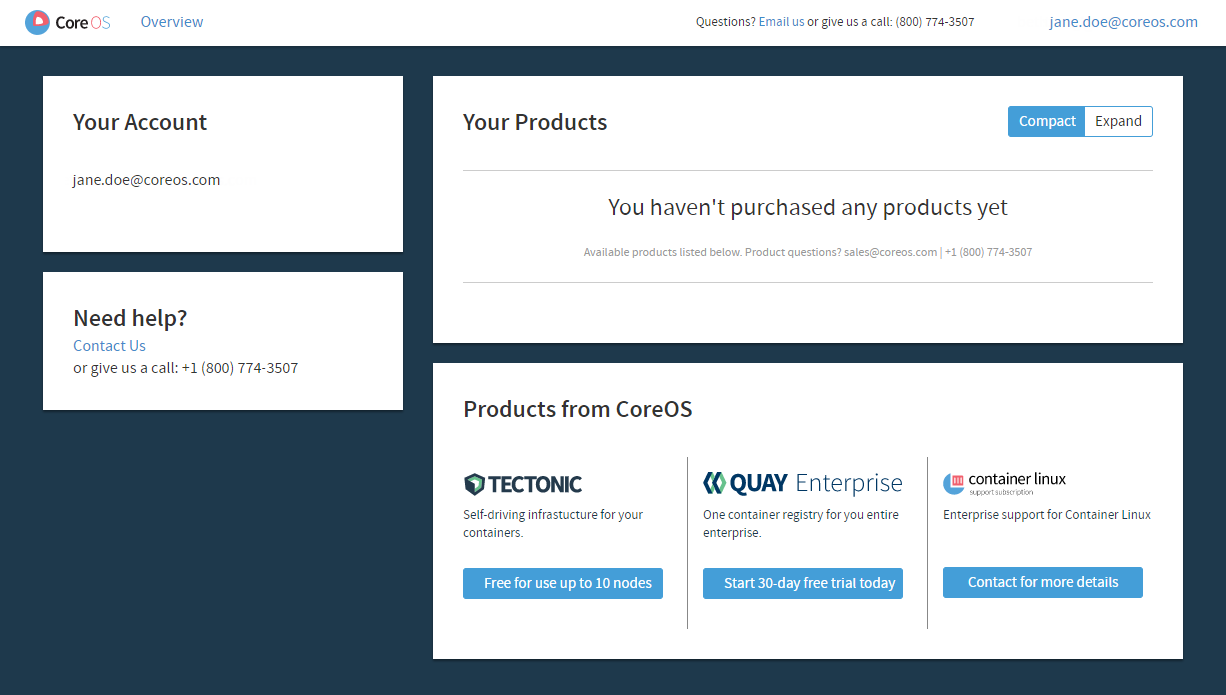 CoreOS
Overview
Questions? Email us or give us a call: (800) 774-3507
jane.doe@coreos.com
Your Account
jane.doe@coreos.com
Need help?
Contact Us
or give us a call: +1 (800) 774-3507
Your Products
Compact
Expand
You haven't purchased any products yet
Available products listed below. Product questions? sales@coreos.com | +1 (800) 774-3507
Products from CoreOS
TECTONIC
Self-driving infrastucture for your
containers.
Free for use up to 10 nodes
QUAY Enterprise
One container registry for you entire
enterprise.
Start 30-day free trial today
container linux
support subscription
Enterprise support for Container Linux
Contact for more details